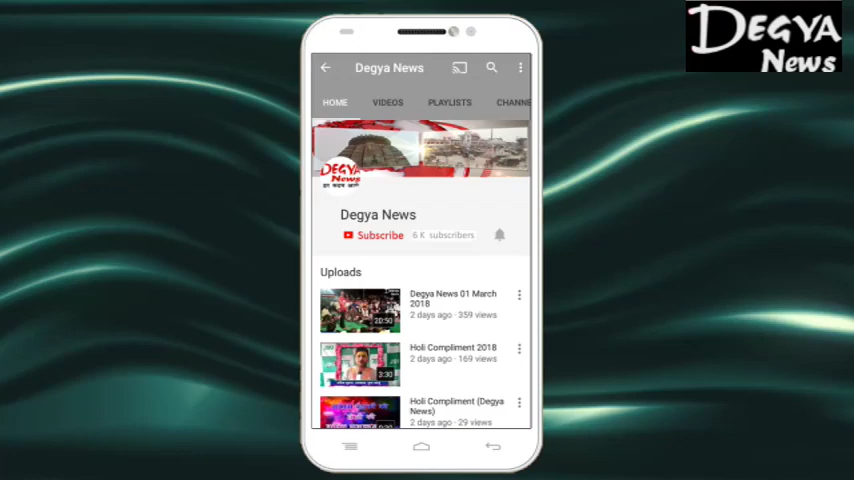 DEGYA
News
Degya News
HOME VIDEOS PLAYLISTS CHANNE
DEGYA
News
Degya News
Subscribe 6 K subscribers
Uploads
Degya News 01 March
2018
2 days ago · 359 views
20:50
Holi Compliment 2018
2 days ago · 169 views
3:30
Holi Compliment (Degya
News)
2 days ago · 29 views